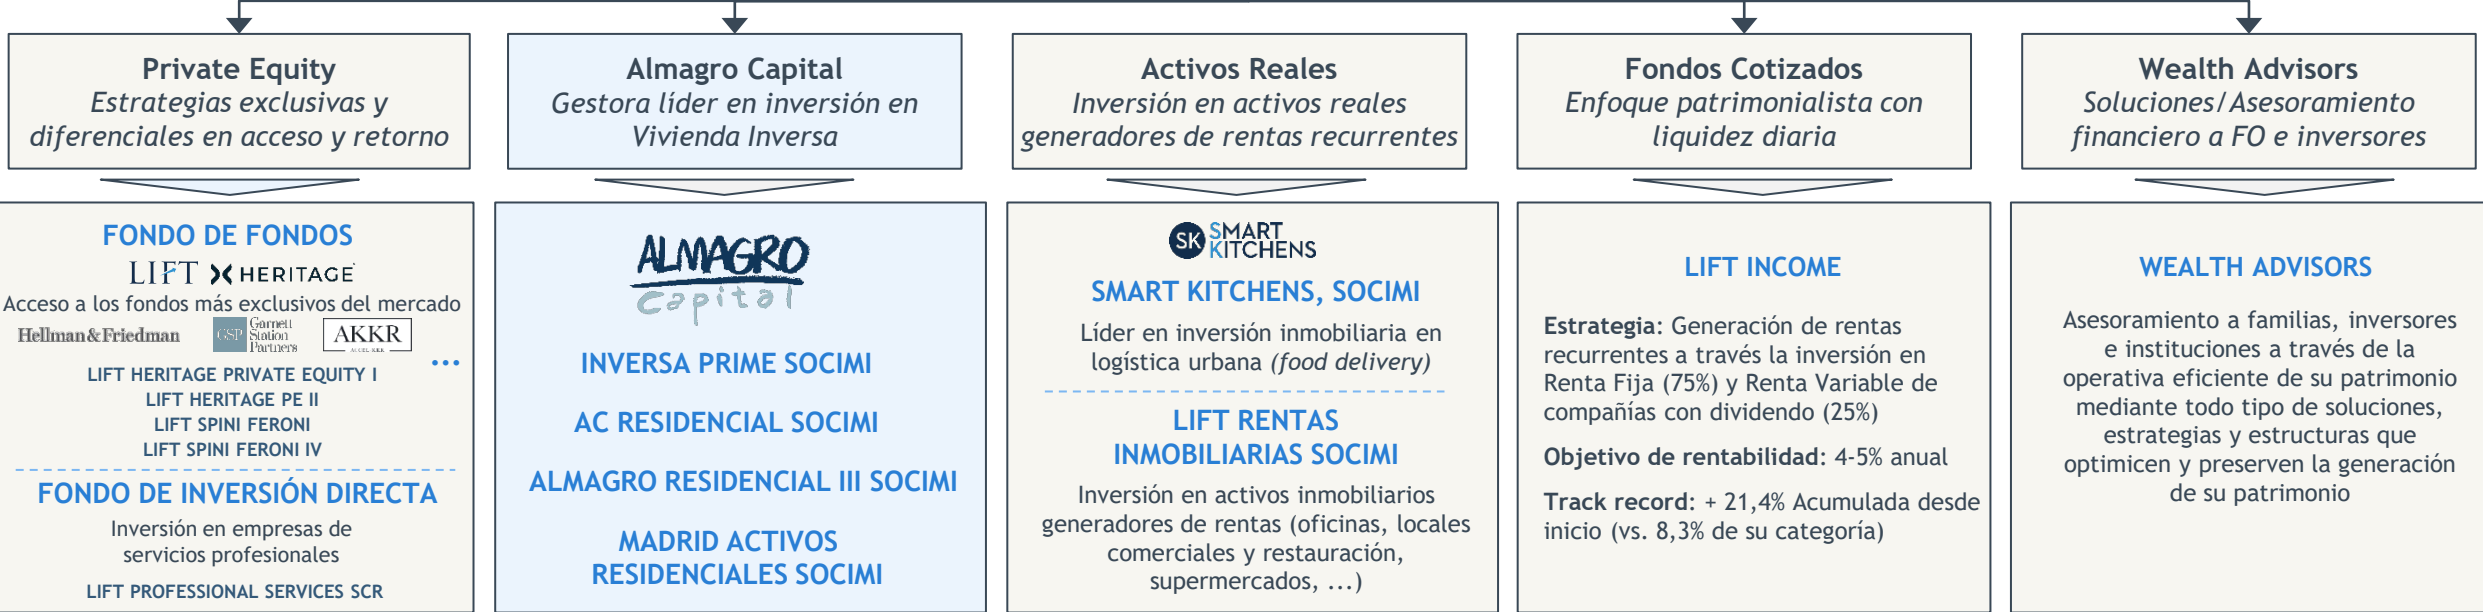 Private Equity
Estrategias exclusivas y
diferenciales en acceso y retorno
FONDO DE FONDOS
LIFT HERITAGE
Acceso a los fondos más exclusivos del mercado
Hellman & Friedman
GSP Garnett
Station
Partners
AKKR
ACCEL-KKR
...
LIFT HERITAGE PRIVATE EQUITY I
LIFT HERITAGE PE II
LIFT SPINI FERONI
LIFT SPINI FERONI IV
FONDO DE INVERSIÓN DIRECTA
Inversión en empresas de
servicios profesionales
LIFT PROFESSIONAL SERVICES SCR
Almagro Capital
Gestora líder en inversión en
Vivienda Inversa
ALMAGRO
Capital
INVERSA PRIME SOCIMI
AC RESIDENCIAL SOCIMI
ALMAGRO RESIDENCIAL III SOCIMI
MADRID ACTIVOS
RESIDENCIALES SOCIMI
Activos Reales
Inversión en activos reales
generadores de rentas recurrentes
SK SMART
KITCHENS
SMART KITCHENS, SOCIMI
Líder en inversión inmobiliaria en
logística urbana (food delivery)
LIFT RENTAS
INMOBILIARIAS SOCIMI
Inversión en activos inmobiliarios
generadores de rentas (oficinas, locales
comerciales y restauración,
supermercados, ...)
Fondos Cotizados
Enfoque patrimonialista con
liquidez diaria
LIFT INCOME
Estrategia: Generación de rentas
recurrentes a través la inversión en
Renta Fija (75%) y Renta Variable de
compañías con dividendo (25%)
Objetivo de rentabilidad: 4-5% anual
Track record: + 21,4% Acumulada desde
inicio (vs. 8,3% de su categoría)
Wealth Advisors
Soluciones/Asesoramiento
financiero a FO e inversores
WEALTH ADVISORS
Asesoramiento a familias, inversores
e instituciones a través de la
operativa eficiente de su patrimonio
mediante todo tipo de soluciones,
estrategias y estructuras que
optimicen y preserven la generación
de su patrimonio